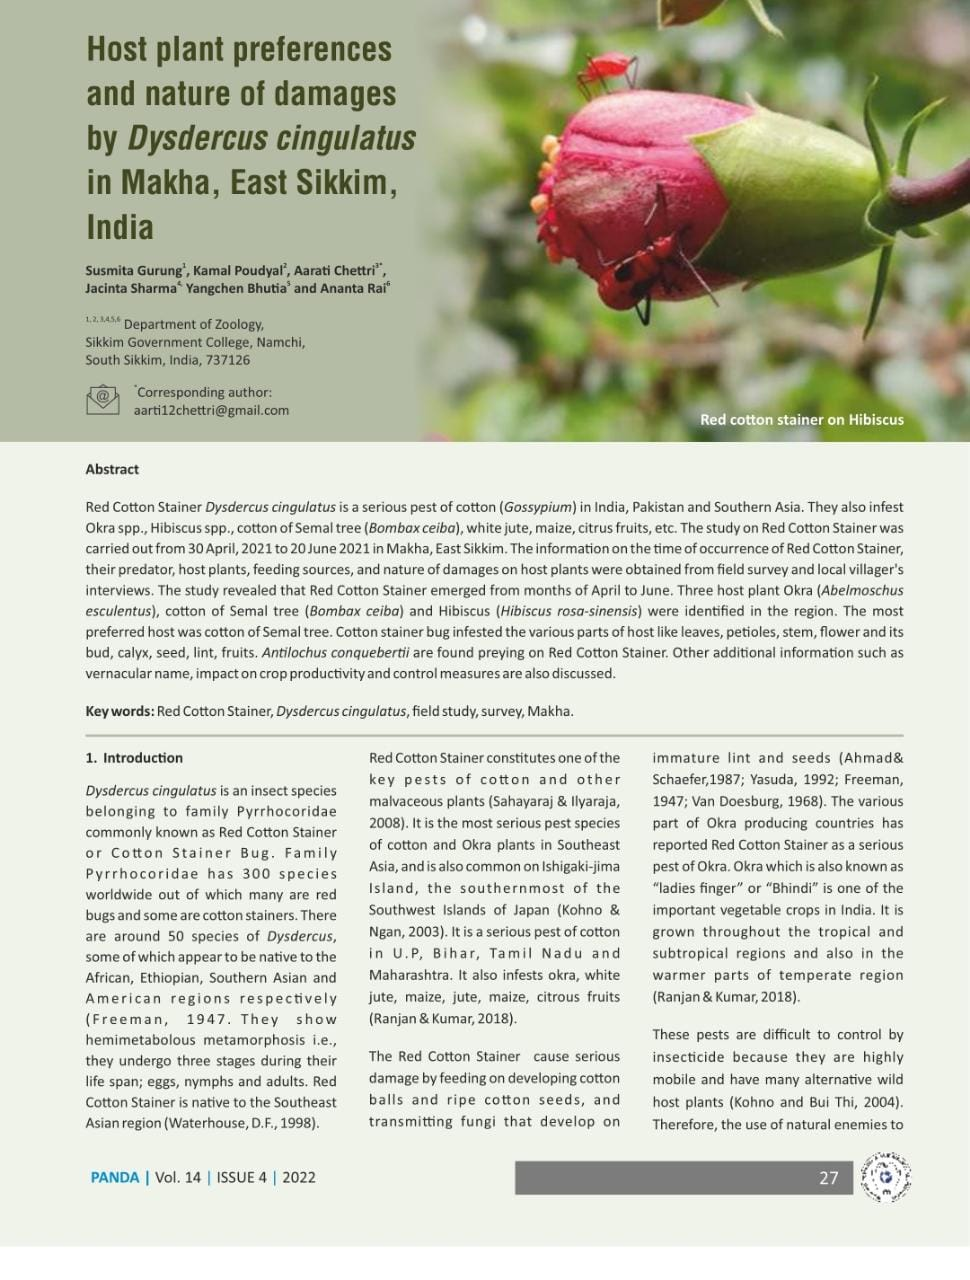 Host plant preferences
and nature of damages
by Dysdercus cingulatus
in Makha, East Sikkim,
India
Susmita Gurung1, Kamal Poudyal2, Aarati Chettri3*,
Jacinta Sharma4, Yangchen Bhutia5 and Ananta Rai6
1, 2, 3,4,5,6 Department of Zoology,
Sikkim Government College, Namchi,
South Sikkim, India, 737126
@
*Corresponding author:
aarti12chettri@gmail.com
Red cotton stainer on Hibiscus
Abstract
Red Cotton Stainer Dysdercus cingulatus is a serious pest of cotton (Gossypium) in India, Pakistan and Southern Asia. They also infest
Okra spp., Hibiscus spp., cotton of Semal tree (Bombax ceiba), white jute, maize, citrus fruits, etc. The study on Red Cotton Stainer was
carried out from 30 April, 2021 to 20 June 2021 in Makha, East Sikkim. The information on the time of occurrence of Red Cotton Stainer,
their predator, host plants, feeding sources, and nature of damages on host plants were obtained from field survey and local villager's
interviews. The study revealed that Red Cotton Stainer emerged from months of April to June. Three host plant Okra (Abelmoschus
esculentus), cotton of Semal tree (Bombax ceiba) and Hibiscus (Hibiscus rosa-sinensis) were identified in the region. The most
preferred host was cotton of Semal tree. Cotton stainer bug infested the various parts of host like leaves, petioles, stem, flower and its
bud, calyx, seed, lint, fruits. Antilochus conquebertii are found preying on Red Cotton Stainer. Other additional information such as
vernacular name, impact on crop productivity and control measures are also discussed.
Key words: Red Cotton Stainer, Dysdercus cingulatus, field study, survey, Makha.
1. Introduction
Dysdercus cingulatus is an insect species
belonging to family Pyrrhocoridae
commonly known as Red Cotton Stainer
or Cotton Stainer Bug. Family
Pyrrhocoridae has 300 species
worldwide out of which many are red
bugs and some are cotton stainers. There
are around 50 species of Dysdercus,
some of which appear to be native to the
African, Ethiopian, Southern Asian and
American regions respectively
(Freeman, 1947. They show
hemimetabolous metamorphosis i.e.,
they undergo three stages during their
life span; eggs, nymphs and adults. Red
Cotton Stainer is native to the Southeast
Asian region (Waterhouse, D.F., 1998).
Red Cotton Stainer constitutes one of the
key pests of cotton and other
malvaceous plants (Sahayaraj & Ilyaraja,
2008). It is the most serious pest species
of cotton and Okra plants in Southeast
Asia, and is also common on Ishigaki-jima
Island, the southernmost of the
Southwest Islands of Japan (Kohno &
Ngan, 2003). It is a serious pest of cotton
in U.P, Bihar, Tamil Nadu and
Maharashtra. It also infests okra, white
jute, maize, jute, maize, citrous fruits
(Ranjan & Kumar, 2018).
The Red Cotton Stainer cause serious
damage by feeding on developing cotton
balls and ripe cotton seeds, and
transmitting fungi that develop on
immature lint and seeds (Ahmad&
Schaefer,1987; Yasuda, 1992; Freeman,
1947; Van Doesburg, 1968). The various
part of Okra producing countries has
reported Red Cotton Stainer as a serious
pest of Okra. Okra which is also known as
“ladies finger” or “Bhindi” is one of the
important vegetable crops in India. It is
grown throughout the tropical and
subtropical regions and also in the
warmer parts of temperate region
(Ranjan & Kumar, 2018).
These pests are difficult to control by
insecticide because they are highly
mobile and have many alternative wild
host plants (Kohno and Bui Thi, 2004).
Therefore, the use of natural enemies to
PANDA | Vol. 14 | ISSUE 4 | 2022
27